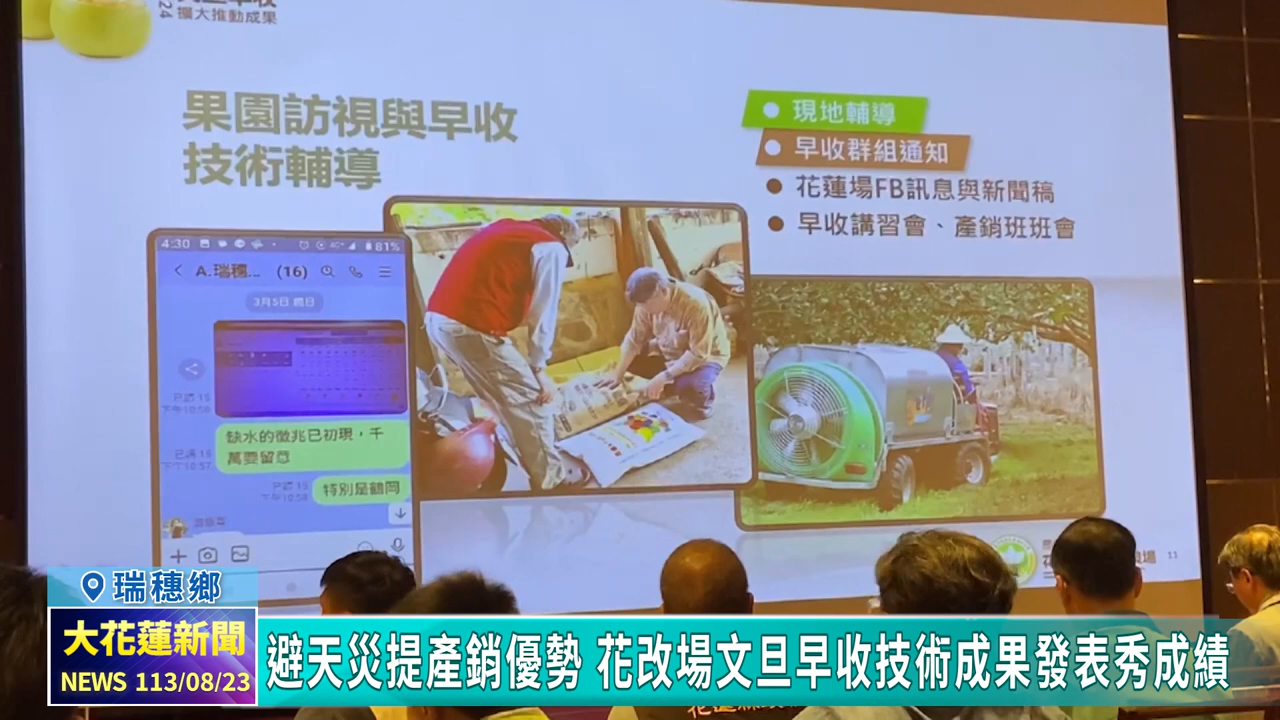 擴大推動成果
果園訪視與早收
技術輔導
現地輔導
早收群組通知
花蓮場FB訊息與新聞稿
早收講習會、產銷班班會
4:30
81%
A.瑞穗... (16)
3月5日 週日
缺水的徵兆已初現，千
萬要留意
特別是鶴岡
11
瑞穗鄉
大花蓮新聞
NEWS 113/08/23
避天災提產銷優勢 花改場文旦早收技術成果發表秀成績